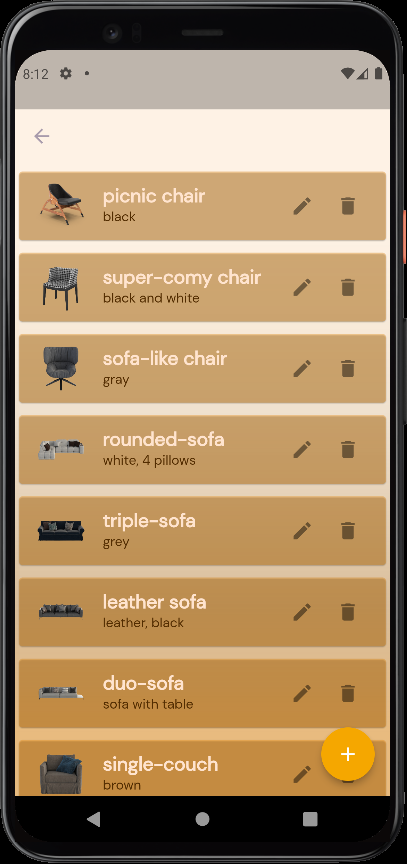 8:12
picnic chair
black
super-comy chair
black and white
sofa-like chair
gray
rounded-sofa
white, 4 pillows
triple-sofa
grey
leather sofa
leather, black
duo-sofa
sofa with table
single-couch
brown